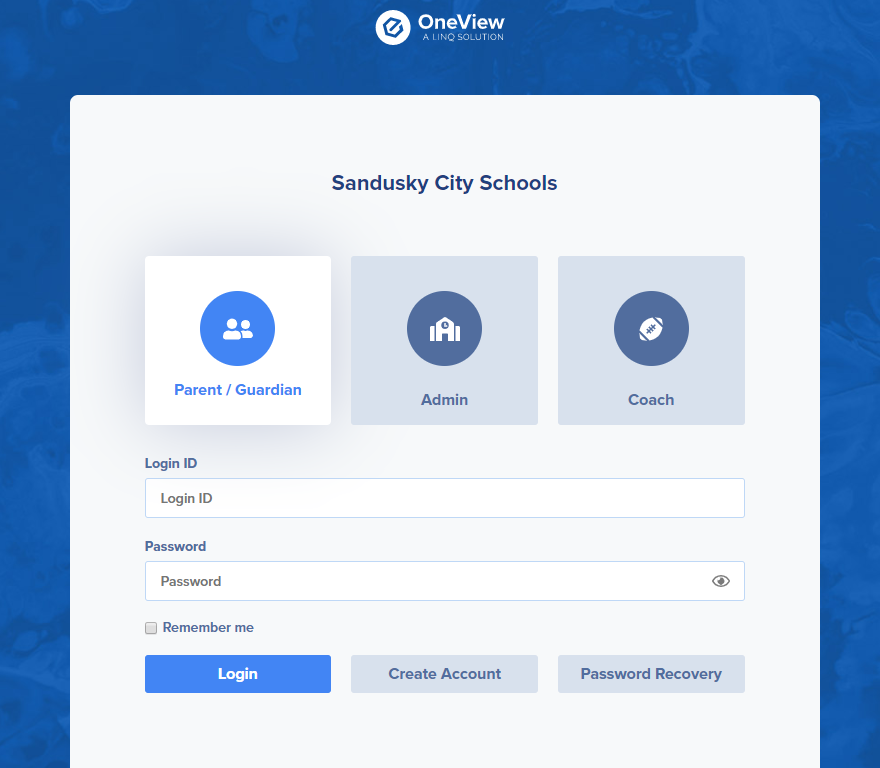 OneView
A LINQ SOLUTION
Sandusky City Schools
Parent / Guardian
Admin
Coach
Login ID
Login ID
Password
Password
Remember me
Login
Create Account
Password Recovery